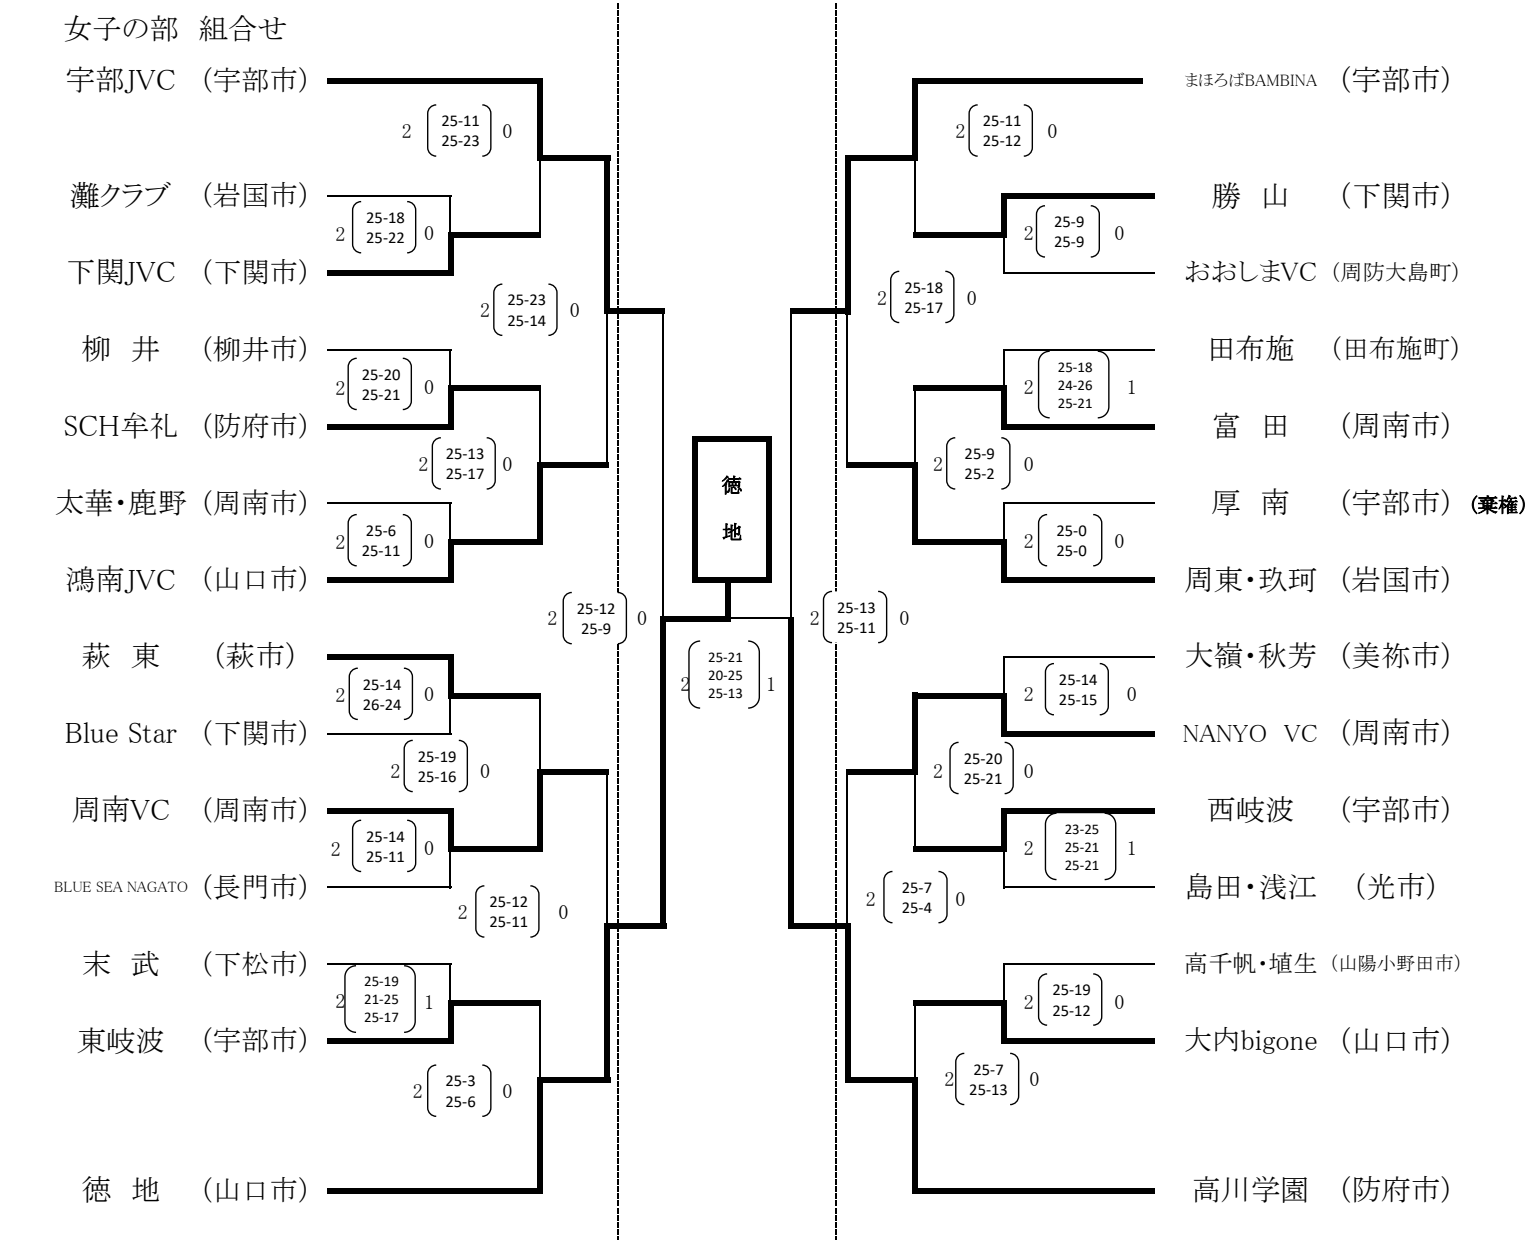 女子の部 組合せ
宇部JVC (宇部市)
2 25-11 0
25-23
灘クラブ (岩国市)
2 25-18 0
25-22
下関JVC (下関市)
2 25-23 0
25-14
柳 井 (柳井市)
2 25-20 0
25-21
SCH牟礼 (防府市)
2 25-13 0
25-17
太華・鹿野 (周南市)
2 25-6 0
25-11
鴻南JVC (山口市)
2 25-12 0
25-9
萩 東 (萩市)
2 25-14 0
26-24
Blue Star (下関市)
2 25-19 0
25-16
周南VC (周南市)
2 25-14 0
25-11
BLUE SEA NAGATO (長門市)
2 25-12 0
25-11
末 武 (下松市)
2 25-19 1
21-25
25-17
東岐波 (宇部市)
2 25-3 0
25-6
徳 地 (山口市)
徳
地
2 25-21 1
20-25
25-13
まほろばBAMBINA (宇部市)
2 25-11 0
25-12
勝 山 (下関市)
2 25-9 0
25-9
おおしまVC (周防大島町)
2 25-18 0
25-17
田布施 (田布施町)
2 25-18 1
24-26
25-21
富 田 (周南市)
2 25-9 0
25-2
厚 南 (宇部市) (棄権)
2 25-0 0
25-0
周東・玖珂 (岩国市)
2 25-13 0
25-11
大嶺・秋芳 (美祢市)
2 25-14 0
25-15
NANYO VC (周南市)
2 25-20 0
25-21
西岐波 (宇部市)
2 23-25 1
25-21
25-21
島田・浅江 (光市)
2 25-7 0
25-4
高千帆・埴生 (山陽小野田市)
2 25-19 0
25-12
大内bigone (山口市)
2 25-7 0
25-13
高川学園 (防府市)